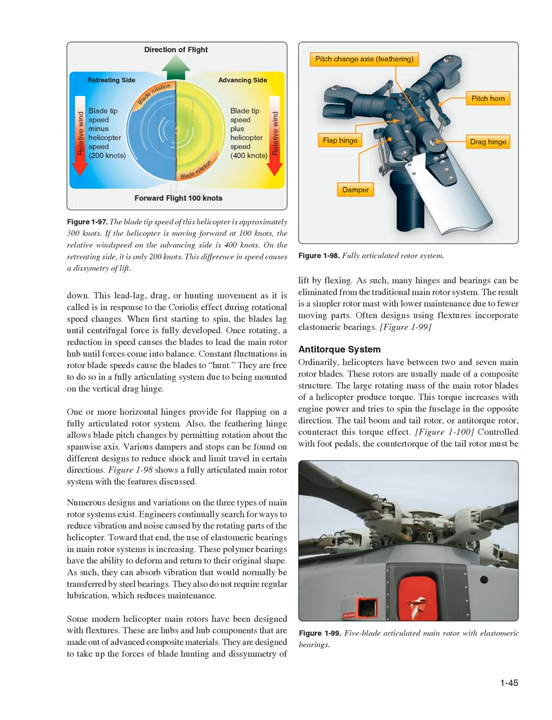 Direction of Flight
Retreating Side
Advancing Side
Blade rotation
Relative wind
Blade tip
speed
minus
helicopter
speed
(200 knots)
Blade tip
speed
plus
helicopter
speed
(400 knots)
Relative wind
Blade rotation
Forward Flight 100 knots
Figure 1-97. The blade tip speed of this helicopter is approximately
300 knots. If the helicopter is moving forward at 100 knots, the
relative windspeed on the advancing side is 400 knots. On the
retreating side, it is only 200 knots. This difference in speed causes
a dissymetry of lift.
down. This lead-lag, drag, or hunting movement as it is
called is in response to the Coriolis effect during rotational
speed changes. When first starting to spin, the blades lag
until centrifugal force is fully developed. Once rotating, a
reduction in speed causes the blades to lead the main rotor
hub until forces come into balance. Constant fluctuations in
rotor blade speeds cause the blades to “hunt.” They are free
to do so in a fully articulating system due to being mounted
on the vertical drag hinge.
One or more horizontal hinges provide for flapping on a
fully articulated rotor system. Also, the feathering hinge
allows blade pitch changes by permitting rotation about the
spanwise axis. Various dampers and stops can be found on
different designs to reduce shock and limit travel in certain
directions. Figure 1-98 shows a fully articulated main rotor
system with the features discussed.
Numerous designs and variations on the three types of main
rotor systems exist. Engineers continually search for ways to
reduce vibration and noise caused by the rotating parts of the
helicopter. Toward that end, the use of elastomeric bearings
in main rotor systems is increasing. These polymer bearings
have the ability to deform and return to their original shape.
As such, they can absorb vibration that would normally be
transferred by steel bearings. They also do not require regular
lubrication, which reduces maintenance.
Some modern helicopter main rotors have been designed
with flextures. These are hubs and hub components that are
made out of advanced composite materials. They are designed
to take up the forces of blade hunting and dissymmetry of
Pitch change axis (feathering)
Pitch horn
Flap hinge
Drag hinge
Damper
Figure 1-98. Fully articulated rotor system.
lift by flexing. As such, many hinges and bearings can be
eliminated from the traditional main rotor system. The result
is a simpler rotor mast with lower maintenance due to fewer
moving parts. Often designs using flextures incorporate
elastomeric bearings. [Figure 1-99]
Antitorque System
Ordinarily, helicopters have between two and seven main
rotor blades. These rotors are usually made of a composite
structure. The large rotating mass of the main rotor blades
of a helicopter produce torque. This torque increases with
engine power and tries to spin the fuselage in the opposite
direction. The tail boom and tail rotor, or antitorque rotor,
counteract this torque effect. [Figure 1-100] Controlled
with foot pedals, the countertorque of the tail rotor must be
Figure 1-99. Five-blade articulated main rotor with elastomeric
bearings.
1-45